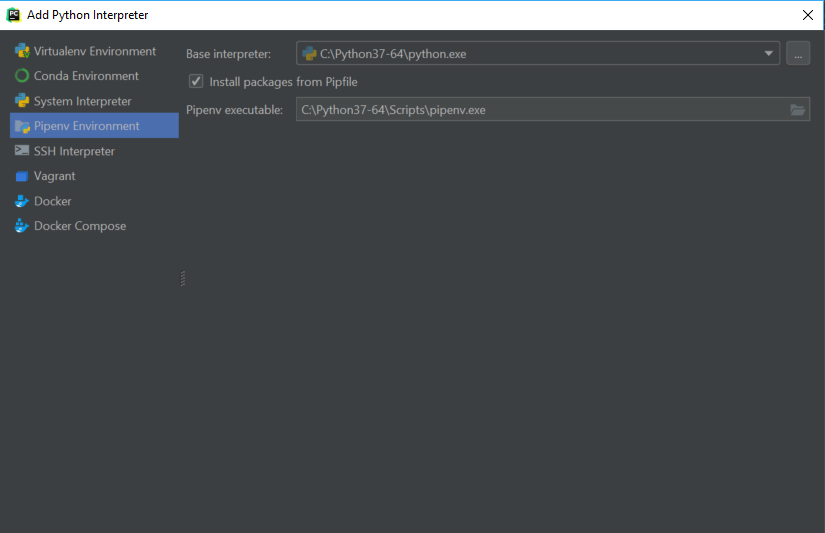 PC Add Python Interpreter
Virtualenv Environment
Conda Environment
System Interpreter
Pipenv Environment
SSH Interpreter
Vagrant
Docker
Docker Compose
Base interpreter: C:\Python37-64\python.exe ...
Install packages from Pipfile
Pipenv executable: C:\Python37-64\Scripts\pipenv.exe